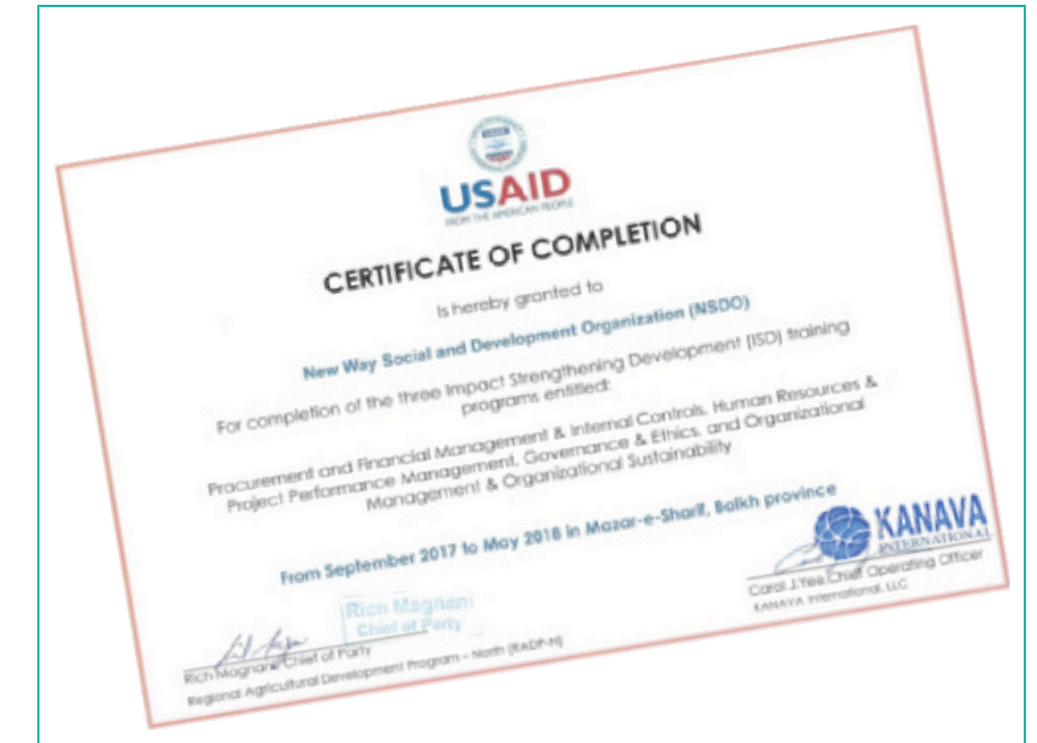 USAID
FROM THE AMERICAN PEOPLE
CERTIFICATE OF COMPLETION
Is hereby granted to
New Way Social and Development Organization (NSDO)
For completion of the three Impact Strengthening Development (ISD) training
programs entitled:
Procurement and Financial Management & Internal Controls, Human Resources &
Project Performance Management, Governance & Ethics, and Organizational
Management & Organizational Sustainability
From September 2017 to May 2018 in Mazar-e-Sharif, Balkh province
KANAVA
INTERNATIONAL
Carol J.Yee,Chief Operating Officer
KANAVA International, LLC
Rich Magnani
Chief of Party
Rich Magnani Chief of Party
Regional Agricultural Development Program – North (RADP-N)